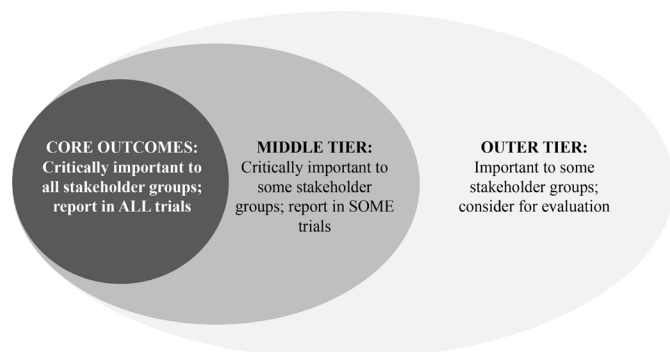 CORE OUTCOMES:
Critically important to
all stakeholder groups;
report in ALL trials
MIDDLE TIER:
Critically important to
some stakeholder
groups; report in SOME
trials
OUTER TIER:
Important to some
stakeholder groups;
consider for evaluation